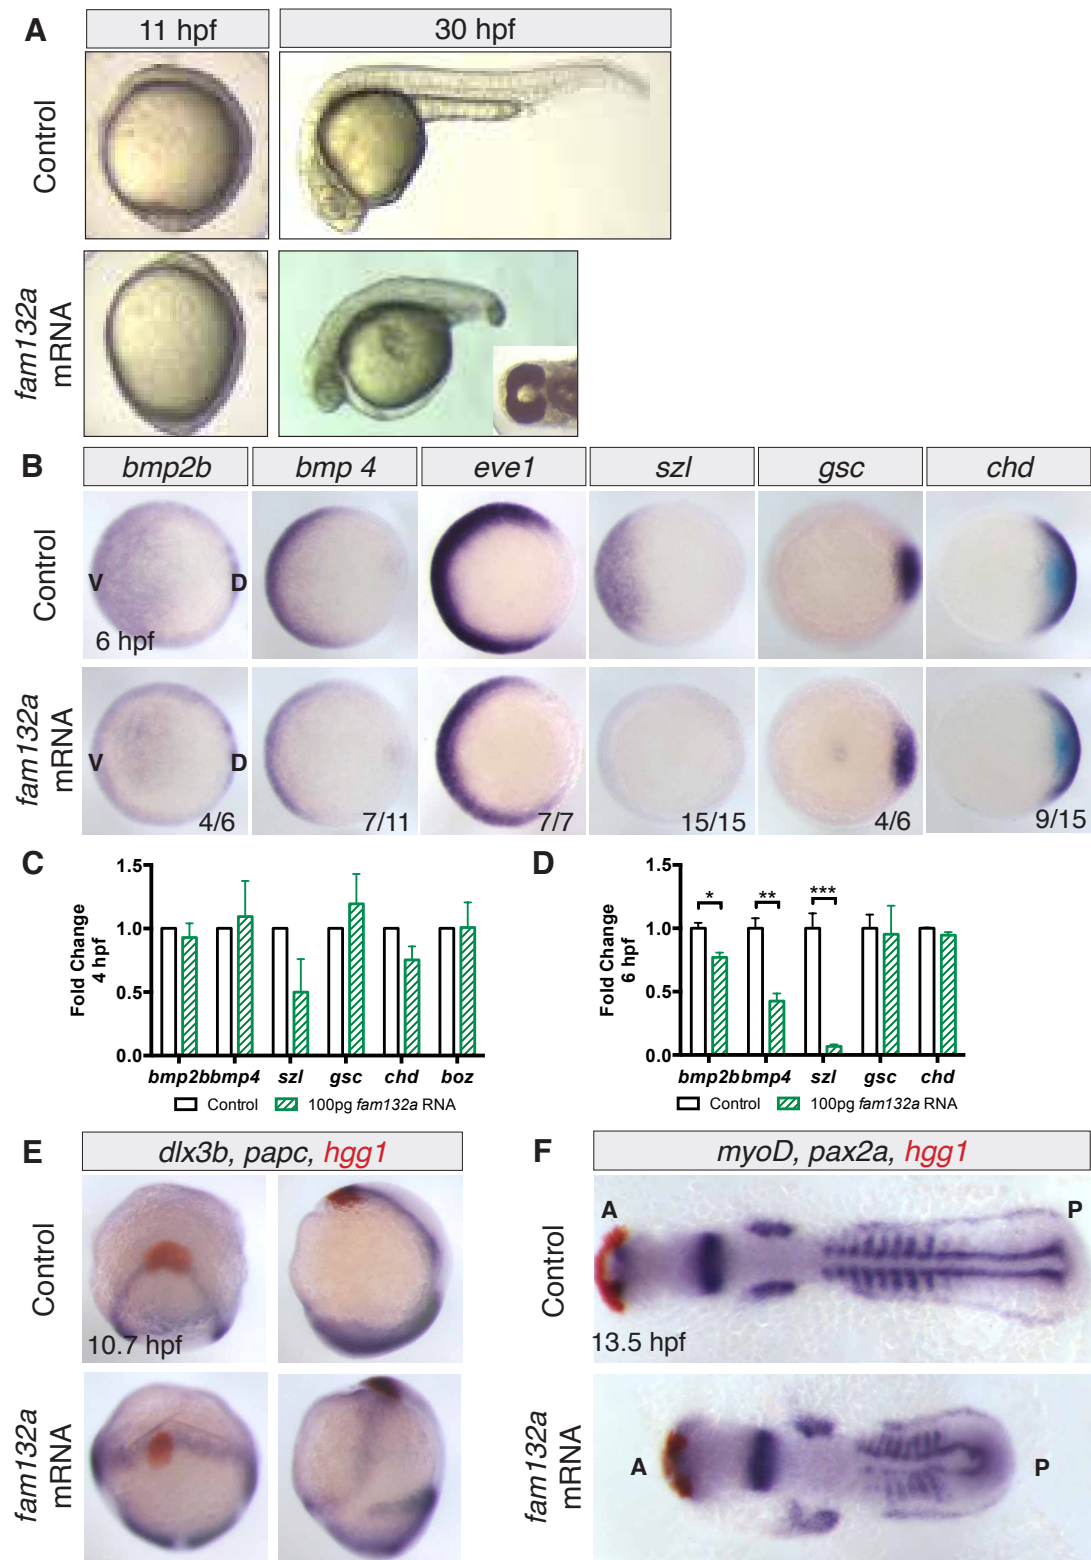 A
11 hpf
30 hpf
Control
fam132a
mRNA
B
bmp2b
bmp 4
eve1
szl
gsc
chd
Control
V
D
6 hpf
fam132a
mRNA
V
D
4/6
7/11
7/7
15/15
4/6
9/15
C
Fold Change
4 hpf
1.5
1.0
0.5
0.0
bmp2b bmp4 szl gsc chd boz
Control 100pg fam132a RNA
D
Fold Change
6 hpf
1.5
1.0
0.5
0.0
* ** ***
bmp2b bmp4 szl gsc chd
Control 100pg fam132a RNA
E
dlx3b, papc, hgg1
Control
10.7 hpf
fam132a
mRNA
F
myoD, pax2a, hgg1
Control
A
P
13.5 hpf
fam132a
mRNA
A
P